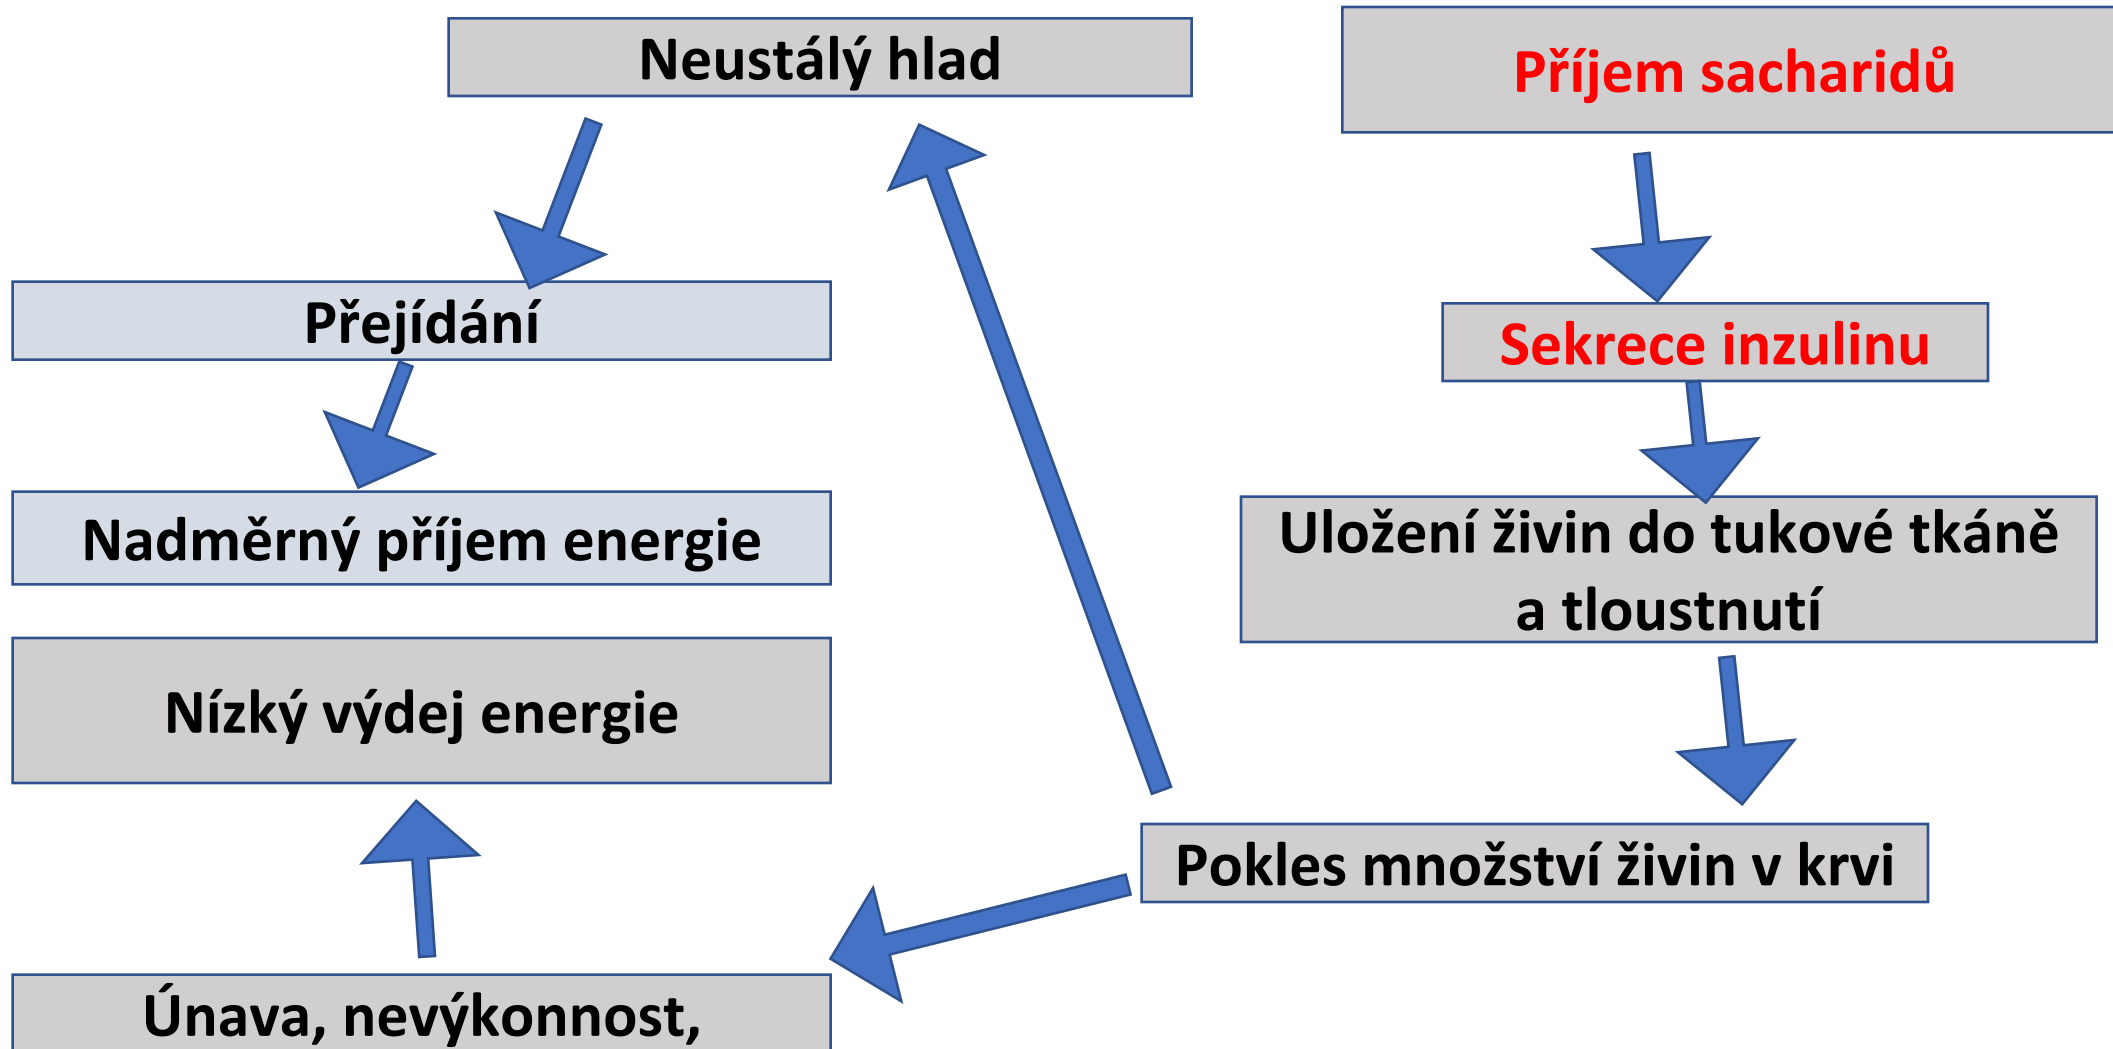 Neustálý hlad
Příjem sacharidů
Přejídání
Sekrece inzulinu
Nadměrný příjem energie
Uložení živin do tukové tkáně
a tloustnutí
Nízký výdej energie
Pokles množství živin v krvi
Únava, nevýkonnost,